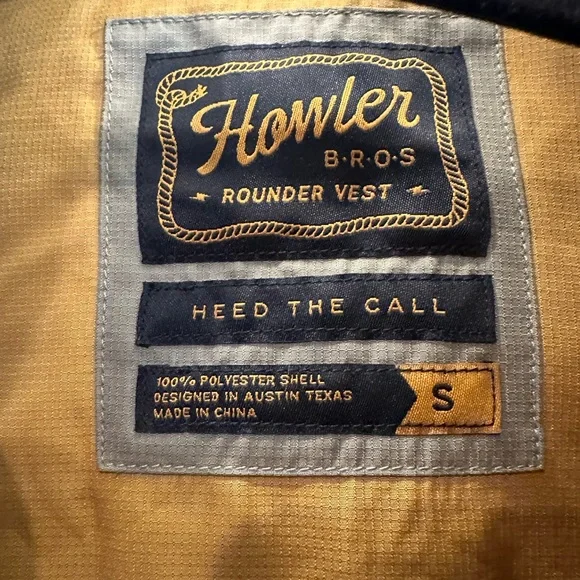 Howler
B·R·O·S
ROUNDER VEST
HEED THE CALL
100% POLYESTER SHELL
DESIGNED IN AUSTIN TEXAS
MADE IN CHINA
S